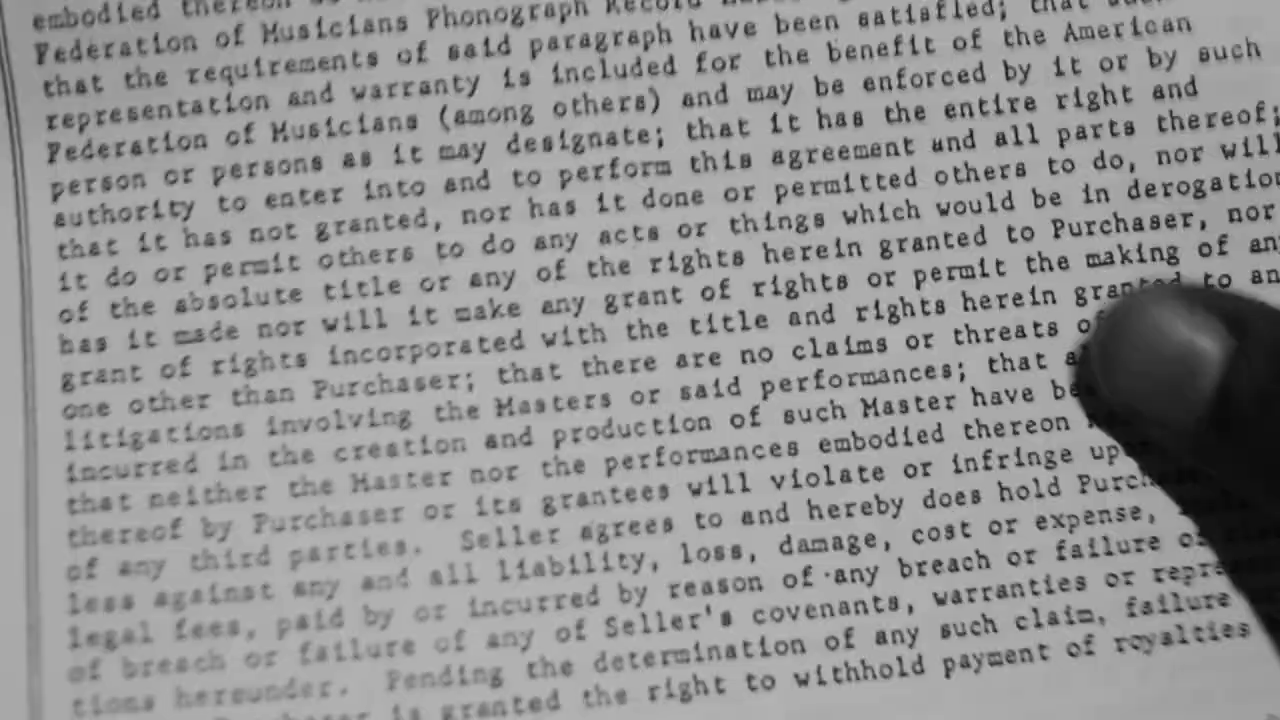 embodied thereon
Federation of Musicians Phonograph Record
that the requirements of said paragraph have been satisfied; that
representation and warranty is included for the benefit of the American
Federation of Musicians (among others) and may be enforced by it or by such
person or persons as it may designate; that it has the entire right and
authority to enter into and to perform this agreement and all parts thereof;
that it has not granted, nor has it done or permitted others to do, nor will
it do or permit others to do any acts or things which would be in derogation
of the absolute title or any of the rights herein granted to Purchaser, nor
has it made nor will it make any grant of rights or permit the making of any
grant of rights incorporated with the title and rights herein granted to an
one other than Purchaser; that there are no claims or threats of
litigations involving the Masters or said performances; that a
incurred in the creation and production of such Master have be
that neither the Master nor the performances embodied thereon
thereof by Purchaser or its grantees will violate or infringe up
of any third parties. Seller agrees to and hereby does hold Purch
less against any and all liability, loss, damage, cost or expense,
legal fees, paid by or incurred by reason of any breach or failure of
of breach or failure of any of Seller's covenants, warranties or repre
tions hereunder. Pending the determination of any such claim, failure
is granted the right to withhold payment of royalties